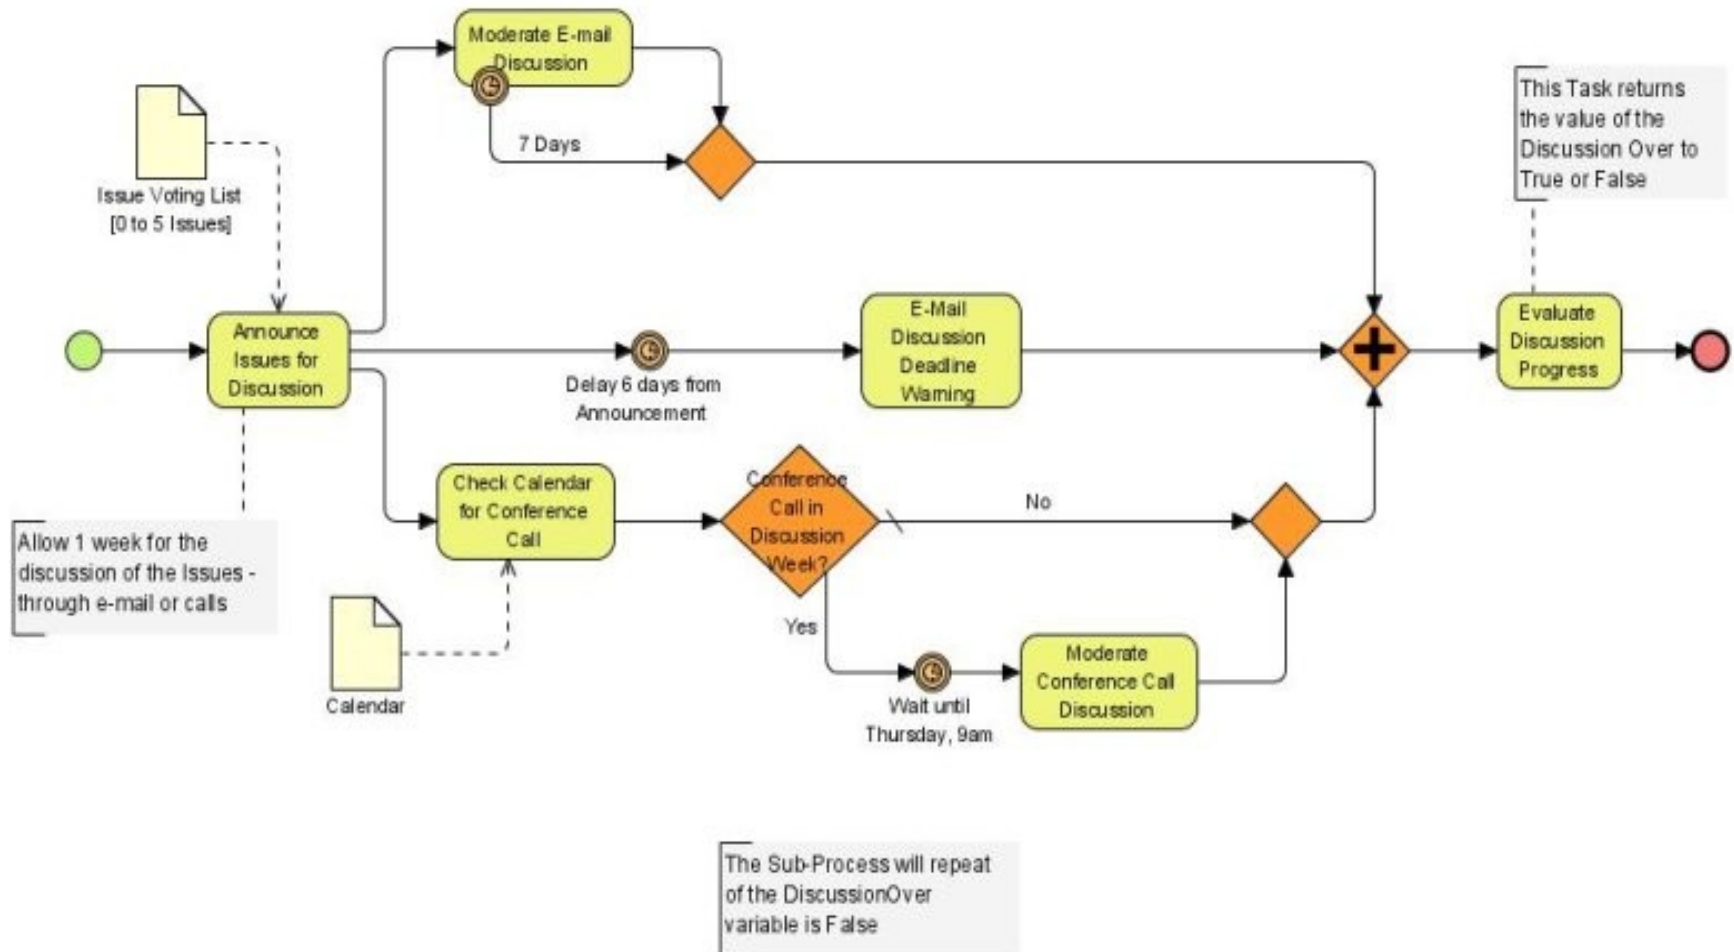 Moderate E-mail
Discussion
7 Days
Issue Voting List
[0 to 5 Issues]
This Task returns
the value of the
Discussion Over to
True or False
Announce
Issues for
Discussion
Delay 6 days from
Announcement
E-Mail
Discussion
Deadline
Warning
Evaluate
Discussion
Progress
Allow 1 week for the
discussion of the Issues -
through e-mail or calls
Check Calendar
for Conference
Call
Conference
Call in
Discussion
Week?
No
Yes
Calendar
Wait until
Thursday, 9am
Moderate
Conference Call
Discussion
The Sub-Process will repeat
of the DiscussionOver
variable is False